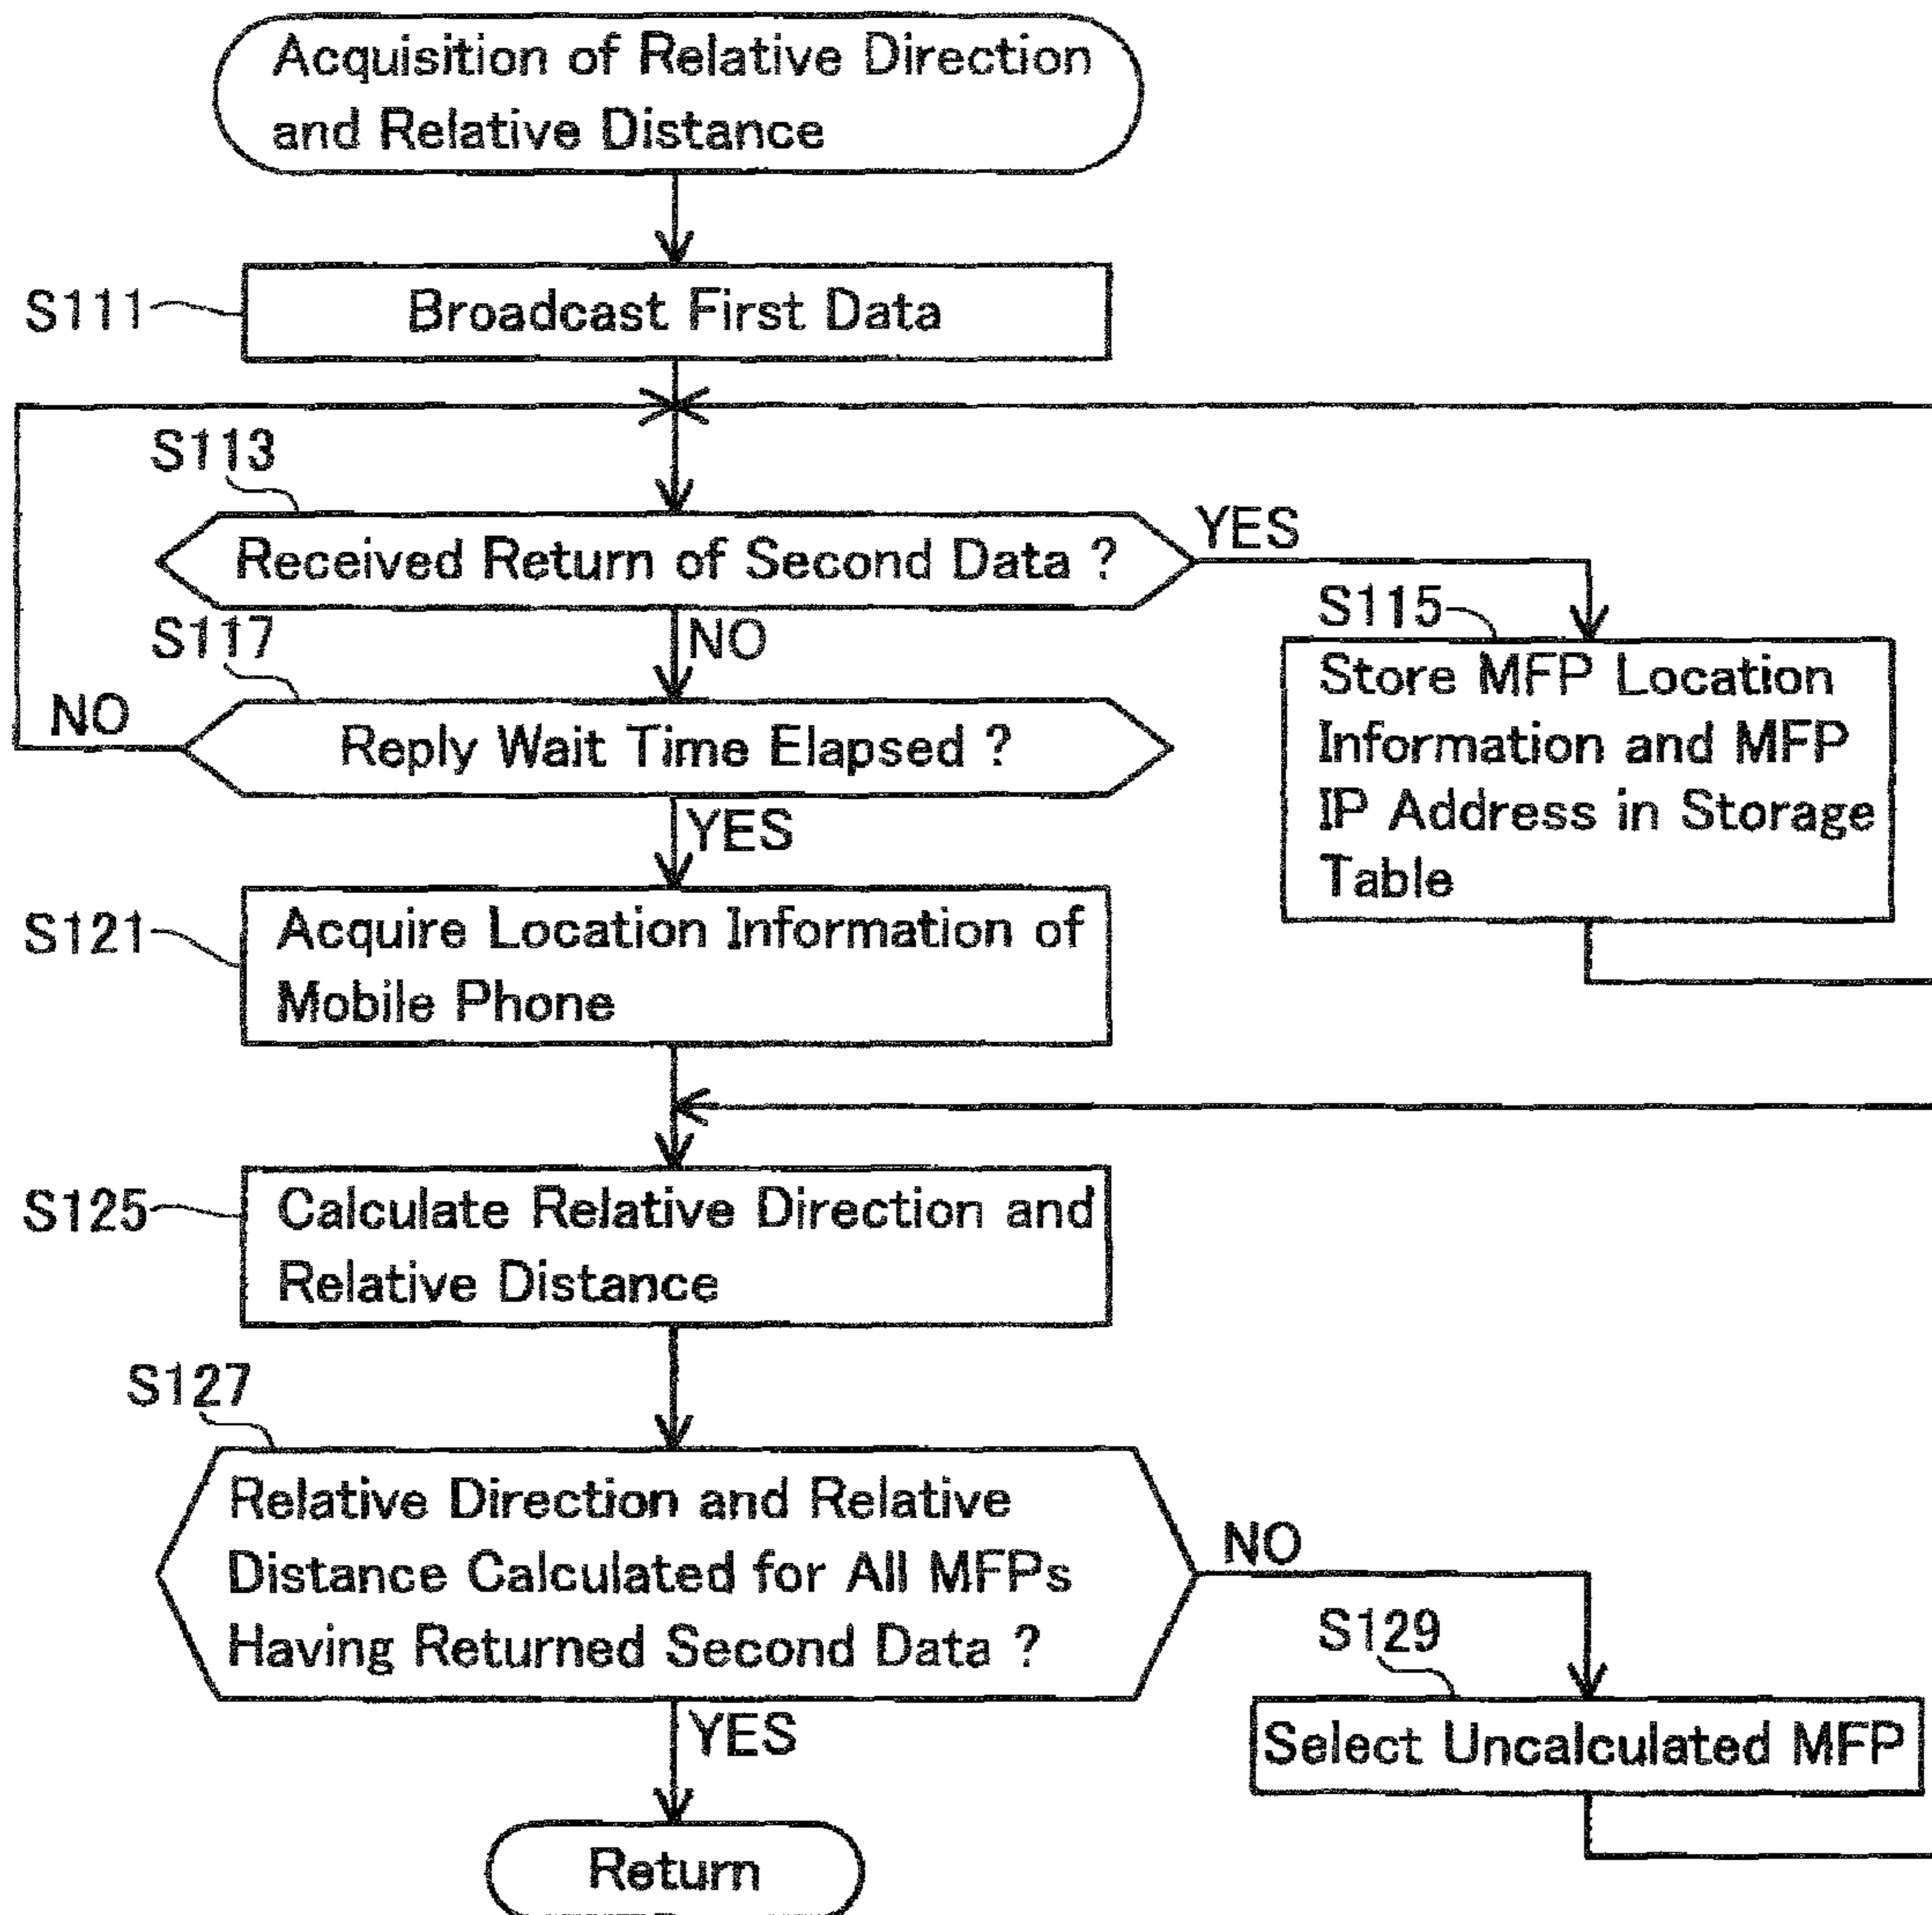 Acquisition of Relative Direction
and Relative Distance
S111
Broadcast First Data
S113
Received Return of Second Data ?
YES
NO
S115
Store MFP Location
Information and MFP
IP Address in Storage
Table
S117
Reply Wait Time Elapsed ?
NO
YES
S121
Acquire Location Information of
Mobile Phone
S125
Calculate Relative Direction and
Relative Distance
S127
Relative Direction and Relative
Distance Calculated for All MFPs
Having Returned Second Data ?
NO
S129
Select Uncalculated MFP
YES
Return